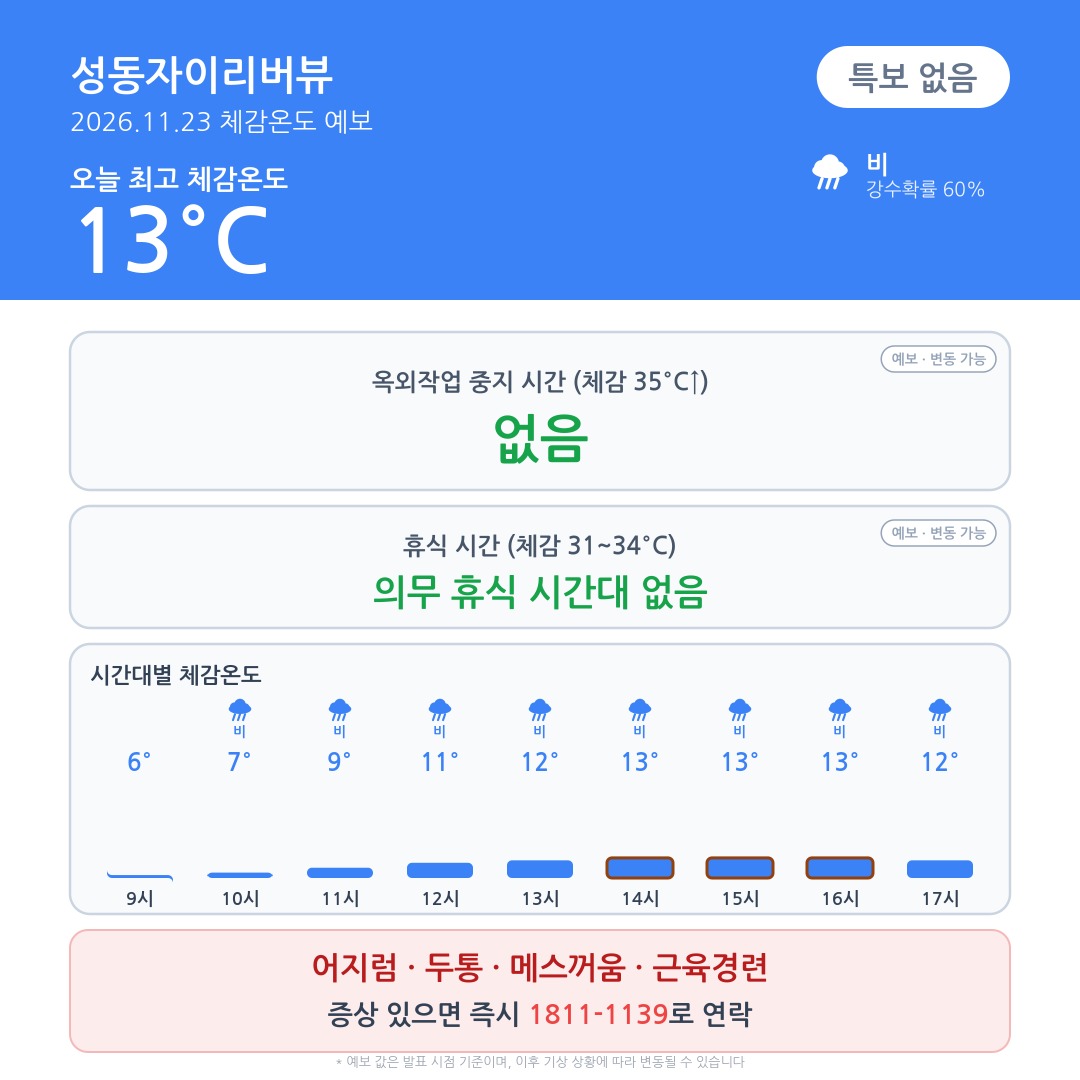 성동자이리버뷰
특보 없음
2026.11.23 체감온도 예보
비
강수확률 60%
오늘 최고 체감온도
13°C
예보 · 변동 가능
옥외작업 중지 시간 (체감 35°C↑)
없음
예보 · 변동 가능
휴식 시간 (체감 31~34°C)
의무 휴식 시간대 없음
시간대별 체감온도
비 비 비 비 비 비 비 비
6° 7° 9° 11° 12° 13° 13° 13° 12°
9시 10시 11시 12시 13시 14시 15시 16시 17시
어지럼 · 두통 · 메스꺼움 · 근육경련
증상 있으면 즉시 1811-1139로 연락
* 예보 값은 발표 시점 기준이며, 이후 기상 상황에 따라 변동될 수 있습니다